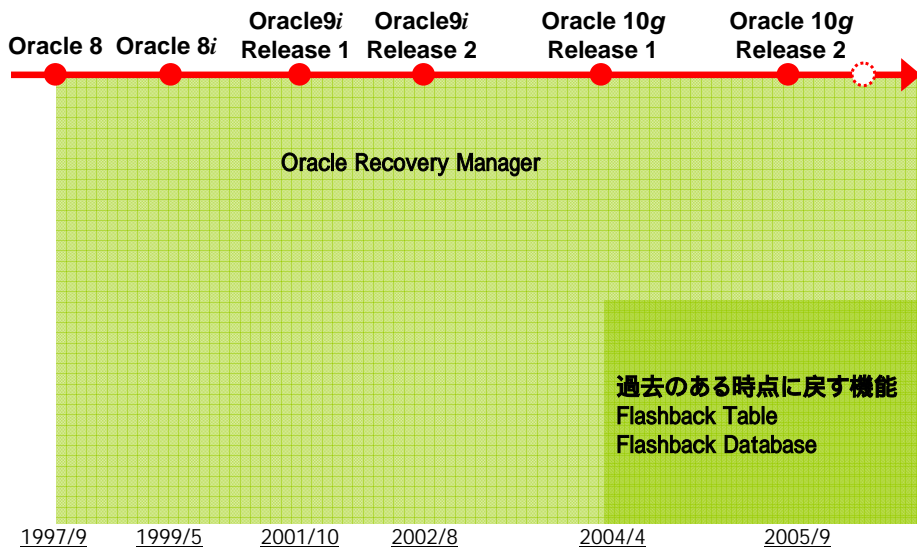 Oracle 8
Oracle 8i
Oracle9i
Release 1
Oracle9i
Release 2
Oracle 10g
Release 1
Oracle 10g
Release 2
Oracle Recovery Manager
過去のある時点に戻す機能
Flashback Table
Flashback Database
1997/9
1999/5
2001/10
2002/8
2004/4
2005/9